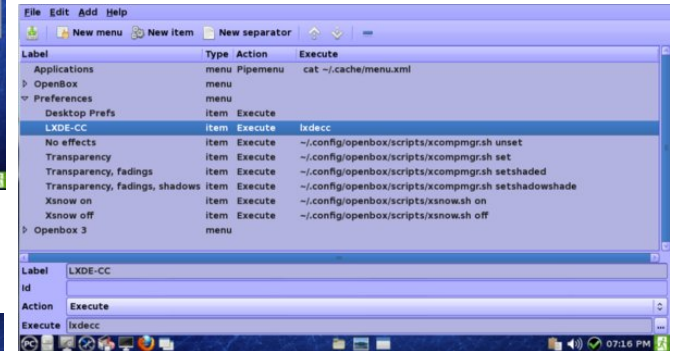 File Edit Add Help
New menu New item New separator
Label Type Action Execute
Applications menu Pipemenu cat ~/.cache/menu.xml
OpenBox menu
Preferences menu
Desktop Prefs item Execute
LXDE-CC item Execute lxdecc
No effects item Execute ~/.config/openbox/scripts/xcompmgr.sh unset
Transparency item Execute ~/.config/openbox/scripts/xcompmgr.sh set
Transparency, fadings item Execute ~/.config/openbox/scripts/xcompmgr.sh setshaded
Transparency, fadings, shadows item Execute ~/.config/openbox/scripts/xcompmgr.sh setshadowshade
Xsnow on item Execute ~/.config/openbox/scripts/xsnow.sh on
Xsnow off item Execute ~/.config/openbox/scripts/xsnow.sh off
Openbox 3 menu
Label LXDE-CC
Id
Action Execute
Execute lxdecc ...
PC 07:16 PM